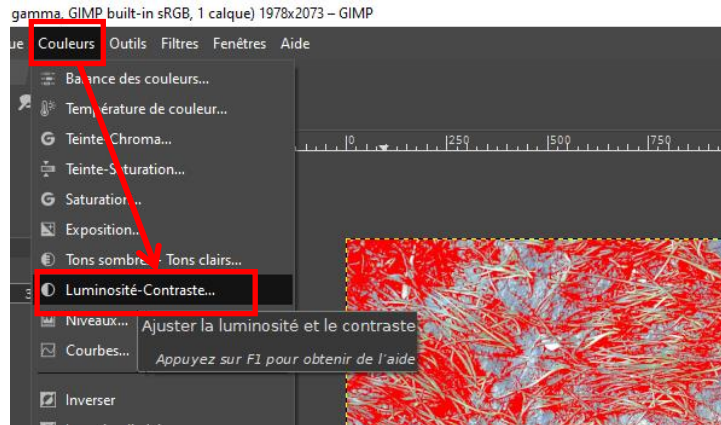 gamma, GIMP built-in sRGB, 1 calque) 1978x2073 – GIMP
ue Couleurs Outils Filtres Fenêtres Aide
Balance des couleurs...
Température de couleur...
Teinte-Chroma...
Teinte-Saturation...
Saturation...
Exposition...
Tons sombres - Tons clairs...
Luminosité-Contraste...
Niveaux...
Courbes...
Inverser
Ajuster la luminosité et le contraste
Appuyez sur F1 pour obtenir de l'aide
0 250 500 750
3